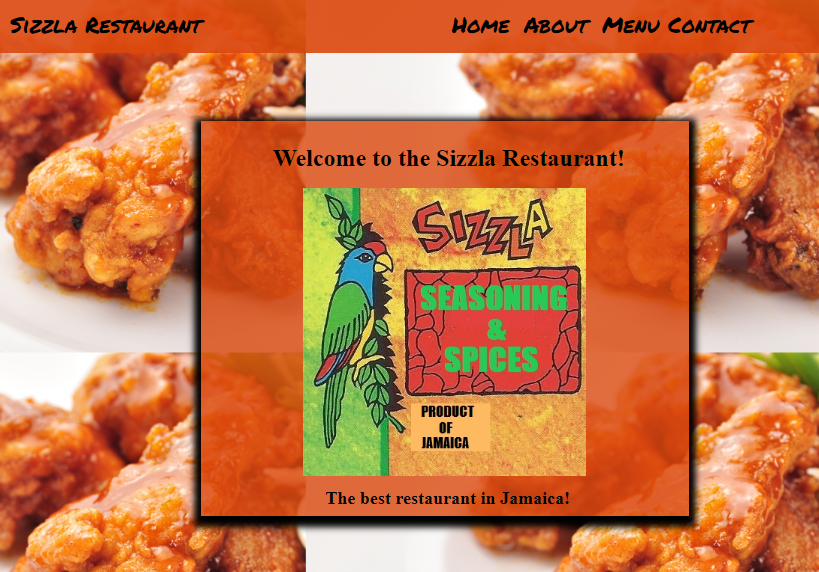 Sizzla Restaurant
Home About Menu Contact
Welcome to the Sizzla Restaurant!
SIZZLA
SEASONING
&
SPICES
PRODUCT
OF
JAMAICA
The best restaurant in Jamaica!